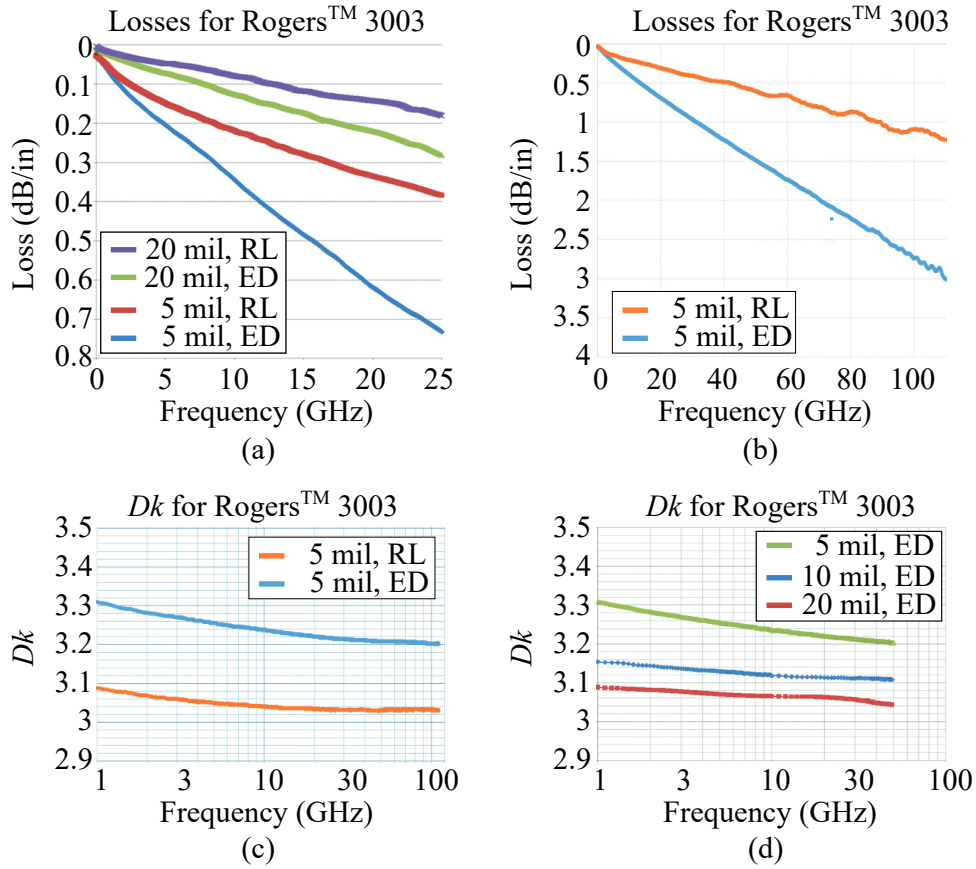 Losses for Rogers™ 3003
0
0.1
0.2
0.3
0.4
0.5
0.6
0.7
0.8
Loss (dB/in)
20 mil, RL
20 mil, ED
5 mil, RL
5 mil, ED
0 5 10 15 20 25
Frequency (GHz)
(a)
Losses for Rogers™ 3003
0
0.5
1
1.5
2
2.5
3
3.5
4
Loss (dB/in)
5 mil, RL
5 mil, ED
0 20 40 60 80 100
Frequency (GHz)
(b)
Dk for Rogers™ 3003
3.5
3.4
3.3
3.2
3.1
3
2.9
Dk
5 mil, RL
5 mil, ED
1 3 10 30 100
Frequency (GHz)
(c)
Dk for Rogers™ 3003
3.5
3.4
3.3
3.2
3.1
3
2.9
Dk
5 mil, ED
10 mil, ED
20 mil, ED
1 3 10 30 100
Frequency (GHz)
(d)